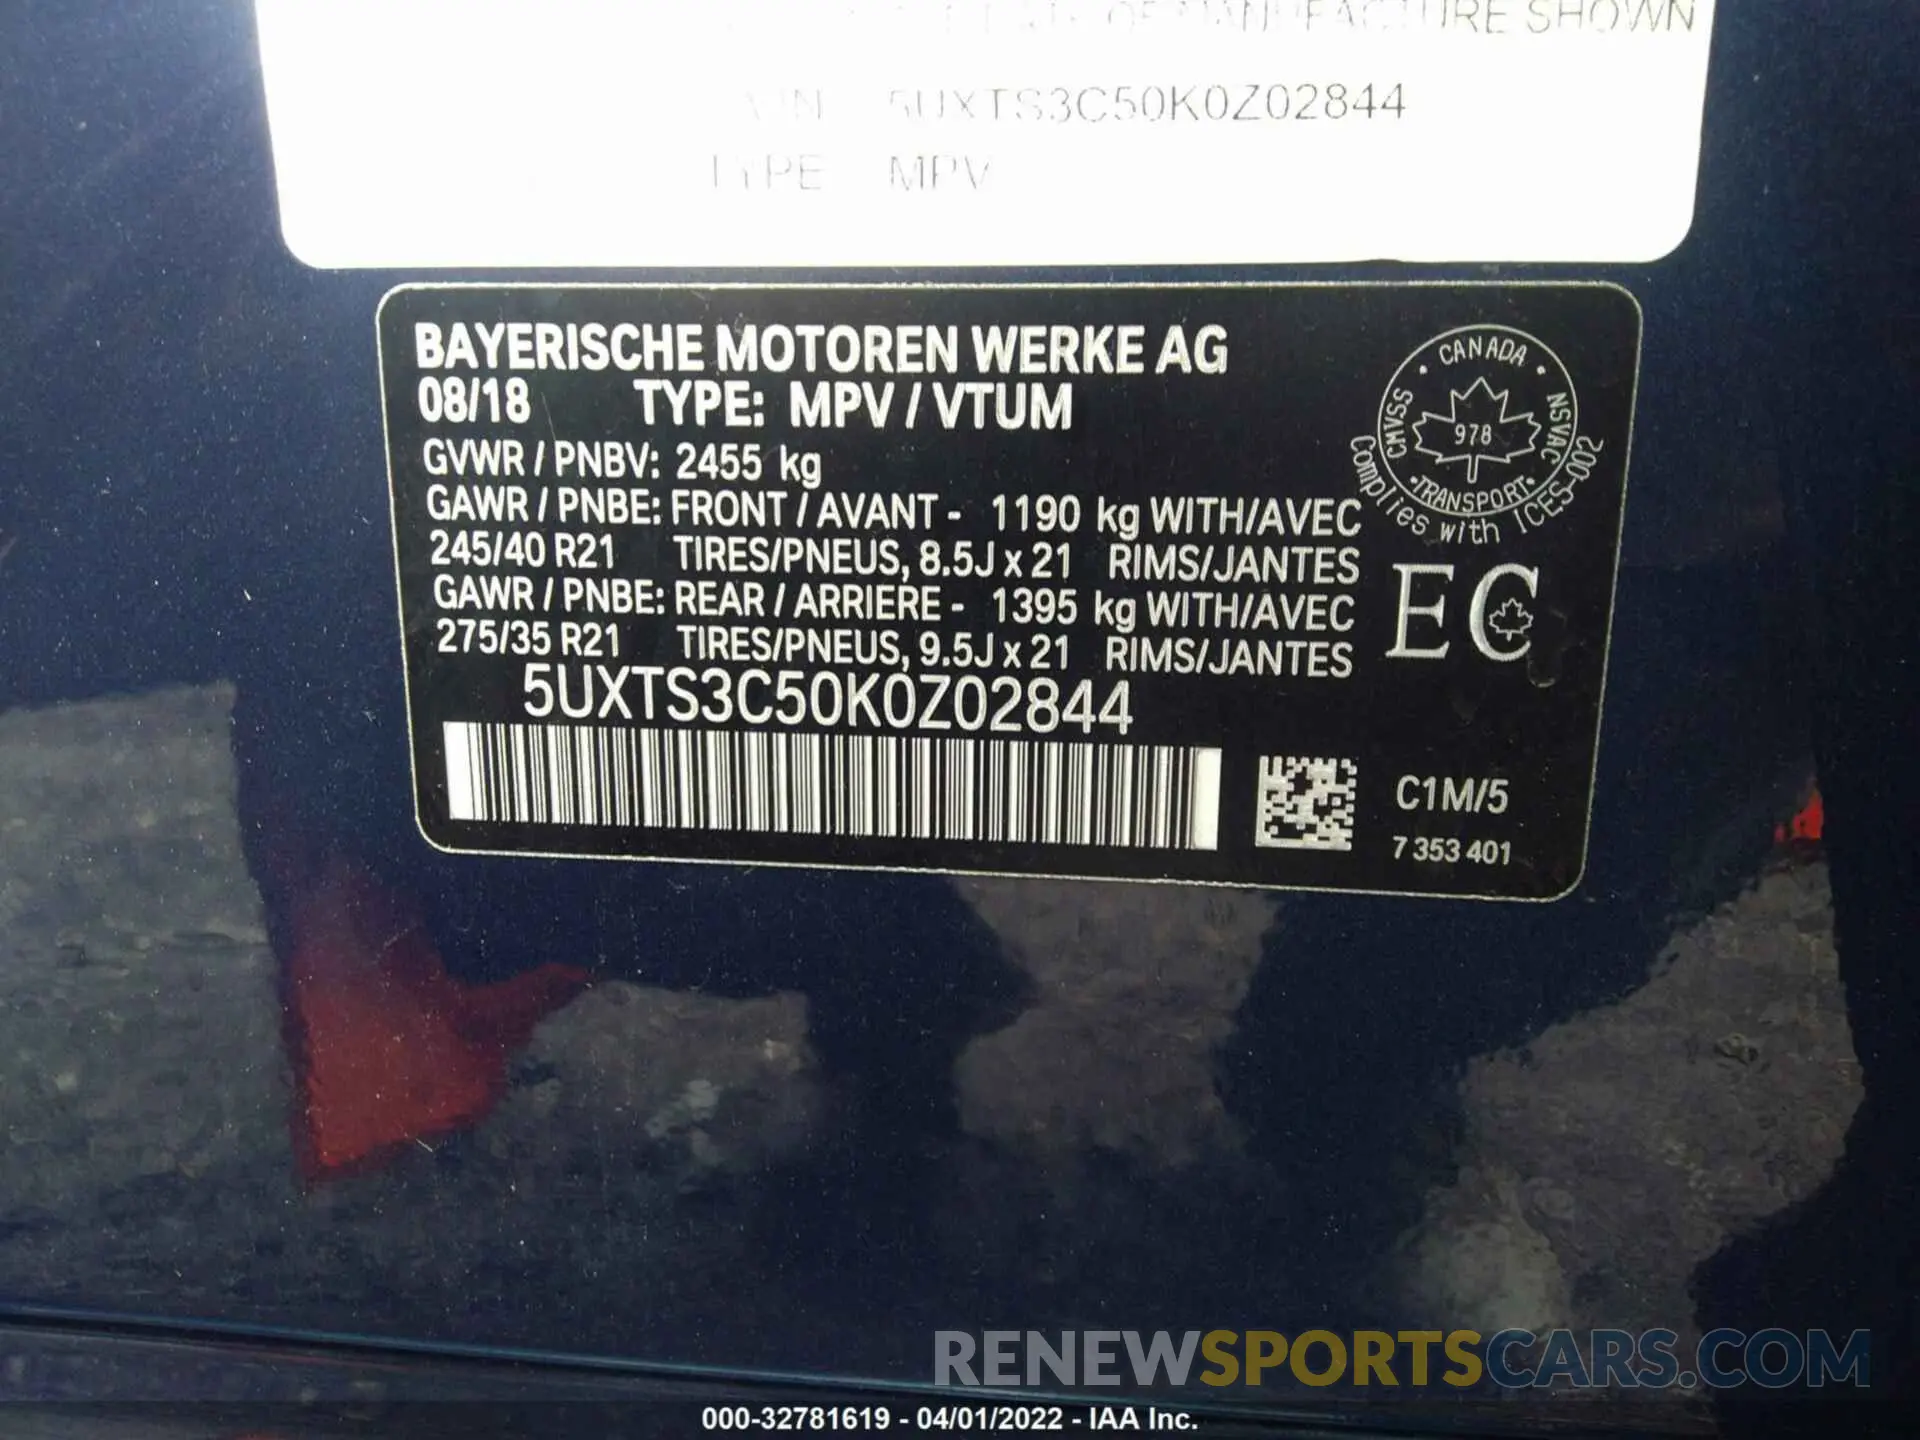 OF MANUFACTURE SHOWN
VIN 5UXTS3C50K0Z02844
TYPE MPV
BAYERISCHE MOTOREN WERKE AG
08/18 TYPE: MPV / VTUM
GVWR / PNBV: 2455 kg
GAWR / PNBE: FRONT / AVANT - 1190 kg WITH/AVEC
245/40 R21 TIRES/PNEUS, 8.5J x 21 RIMS/JANTES
GAWR / PNBE: REAR / ARRIERE - 1395 kg WITH/AVEC
275/35 R21 TIRES/PNEUS, 9.5J x 21 RIMS/JANTES
5UXTS3C50K0Z02844
CANADA
CMVSS
NSVAC
978
TRANSPORT
Complies with ICES-002
EC
C1M/5
7 353 401
RENEWSPORTSCARS.COM
000-32781619 - 04/01/2022 - IAA Inc.